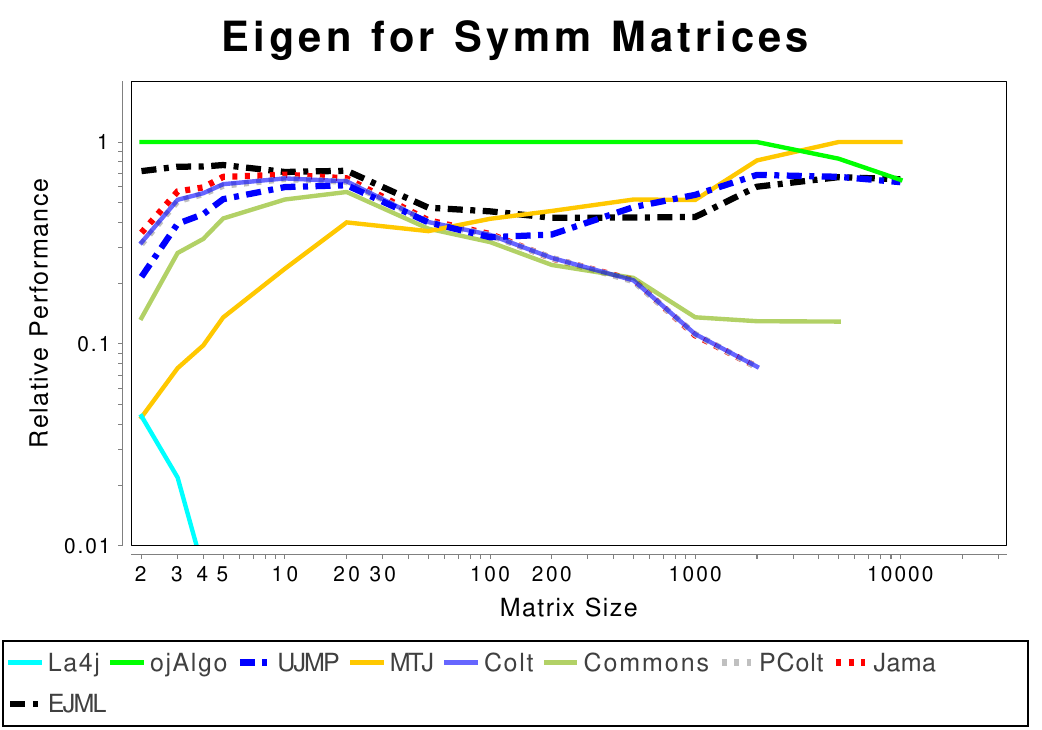 Eigen for Symm Matrices
Relative Performance
1
0.1
0.01
2 3 4 5 10 20 30 100 200 1000 10000
Matrix Size
La4j ojAlgo UJMP MTJ Colt Commons PColt Jama
EJML